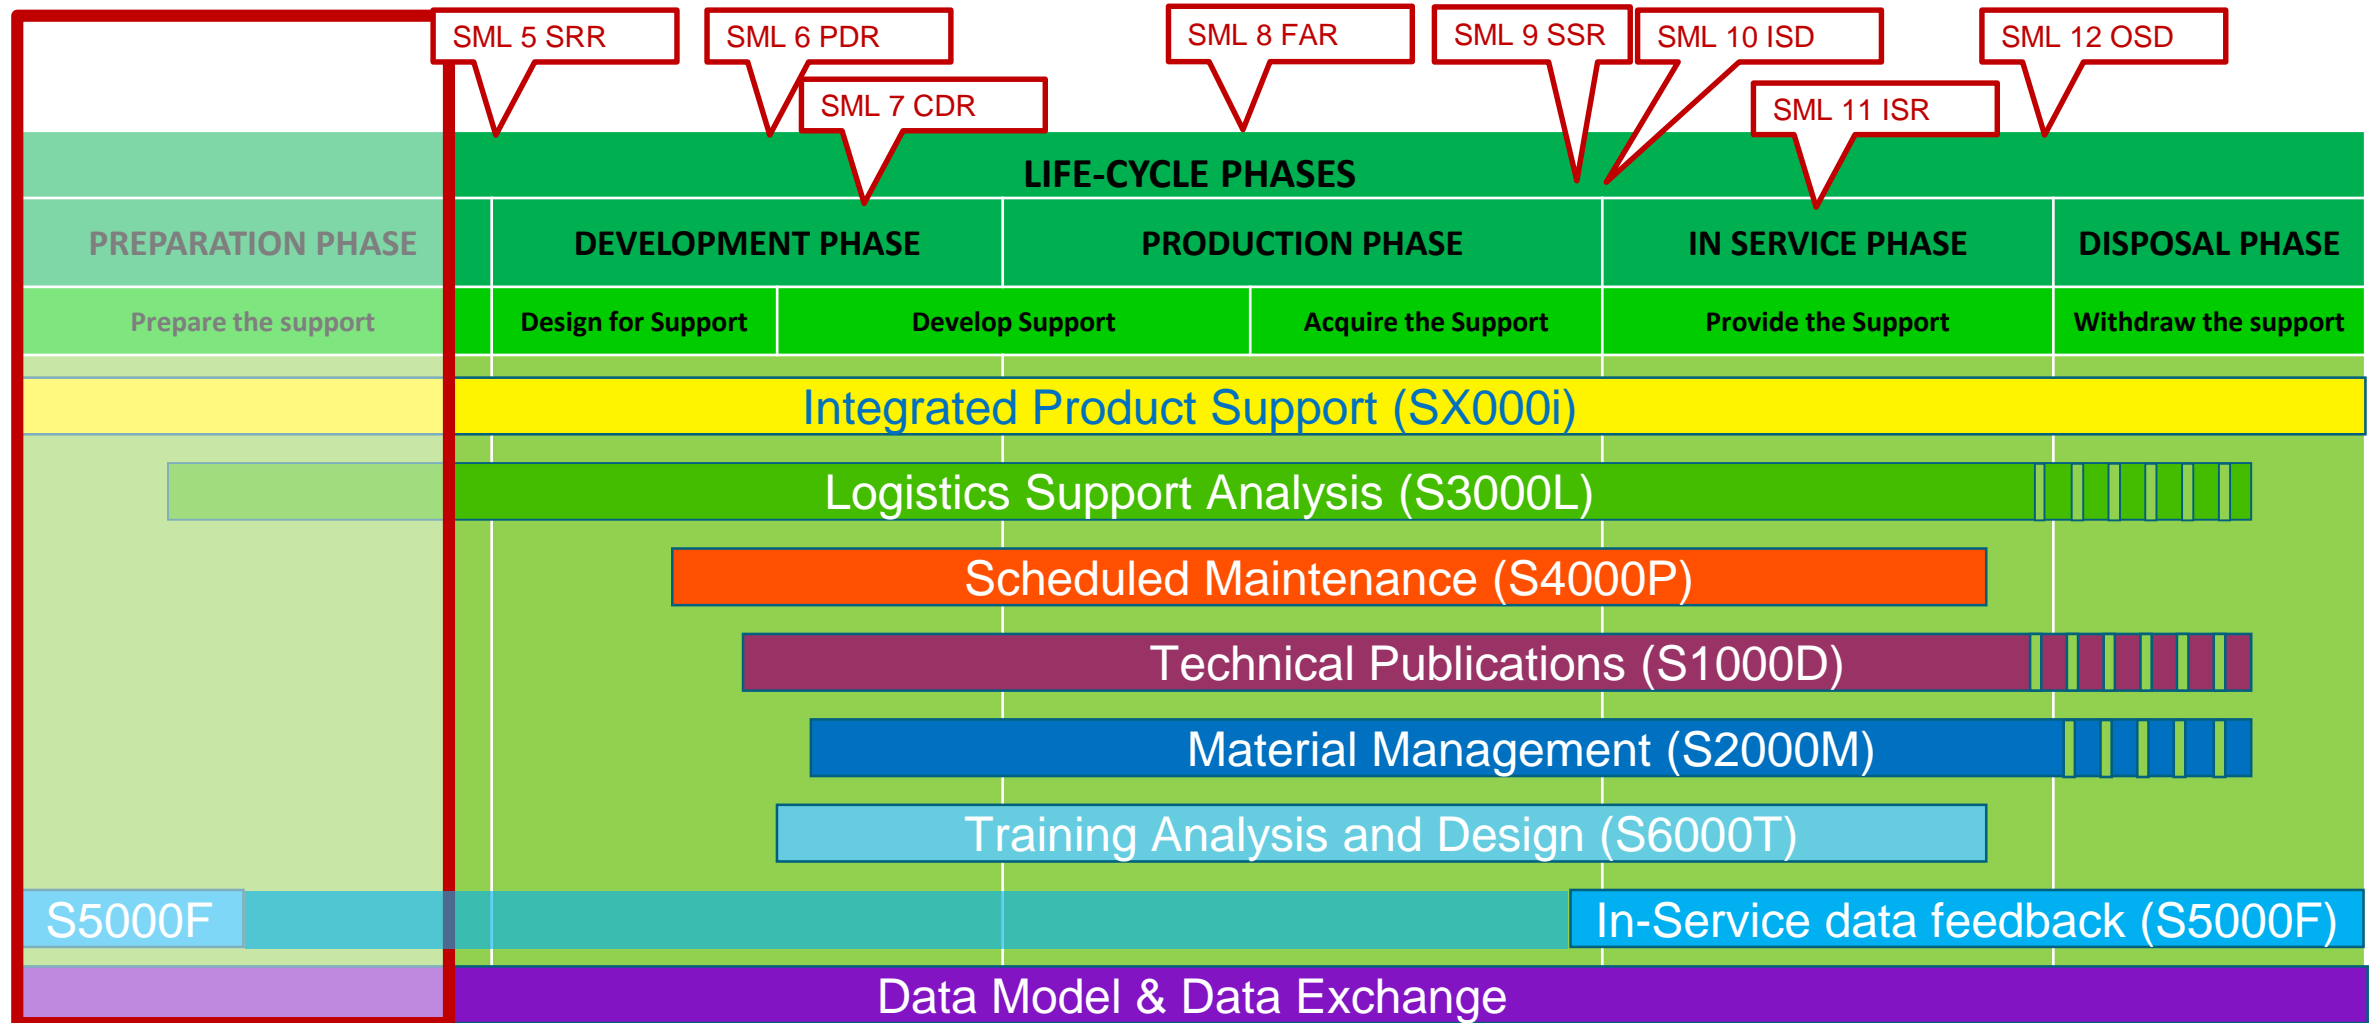 SML 5 SRR
SML 6 PDR
SML 8 FAR
SML 9 SSR
SML 10 ISD
SML 12 OSD
SML 7 CDR
SML 11 ISR
LIFE-CYCLE PHASES
PREPARATION PHASE
DEVELOPMENT PHASE
PRODUCTION PHASE
IN SERVICE PHASE
DISPOSAL PHASE
Prepare the support
Design for Support
Develop Support
Acquire the Support
Provide the Support
Withdraw the support
Integrated Product Support (SX000i)
Logistics Support Analysis (S3000L)
Scheduled Maintenance (S4000P)
Technical Publications (S1000D)
Material Management (S2000M)
Training Analysis and Design (S6000T)
S5000F
In-Service data feedback (S5000F)
Data Model & Data Exchange